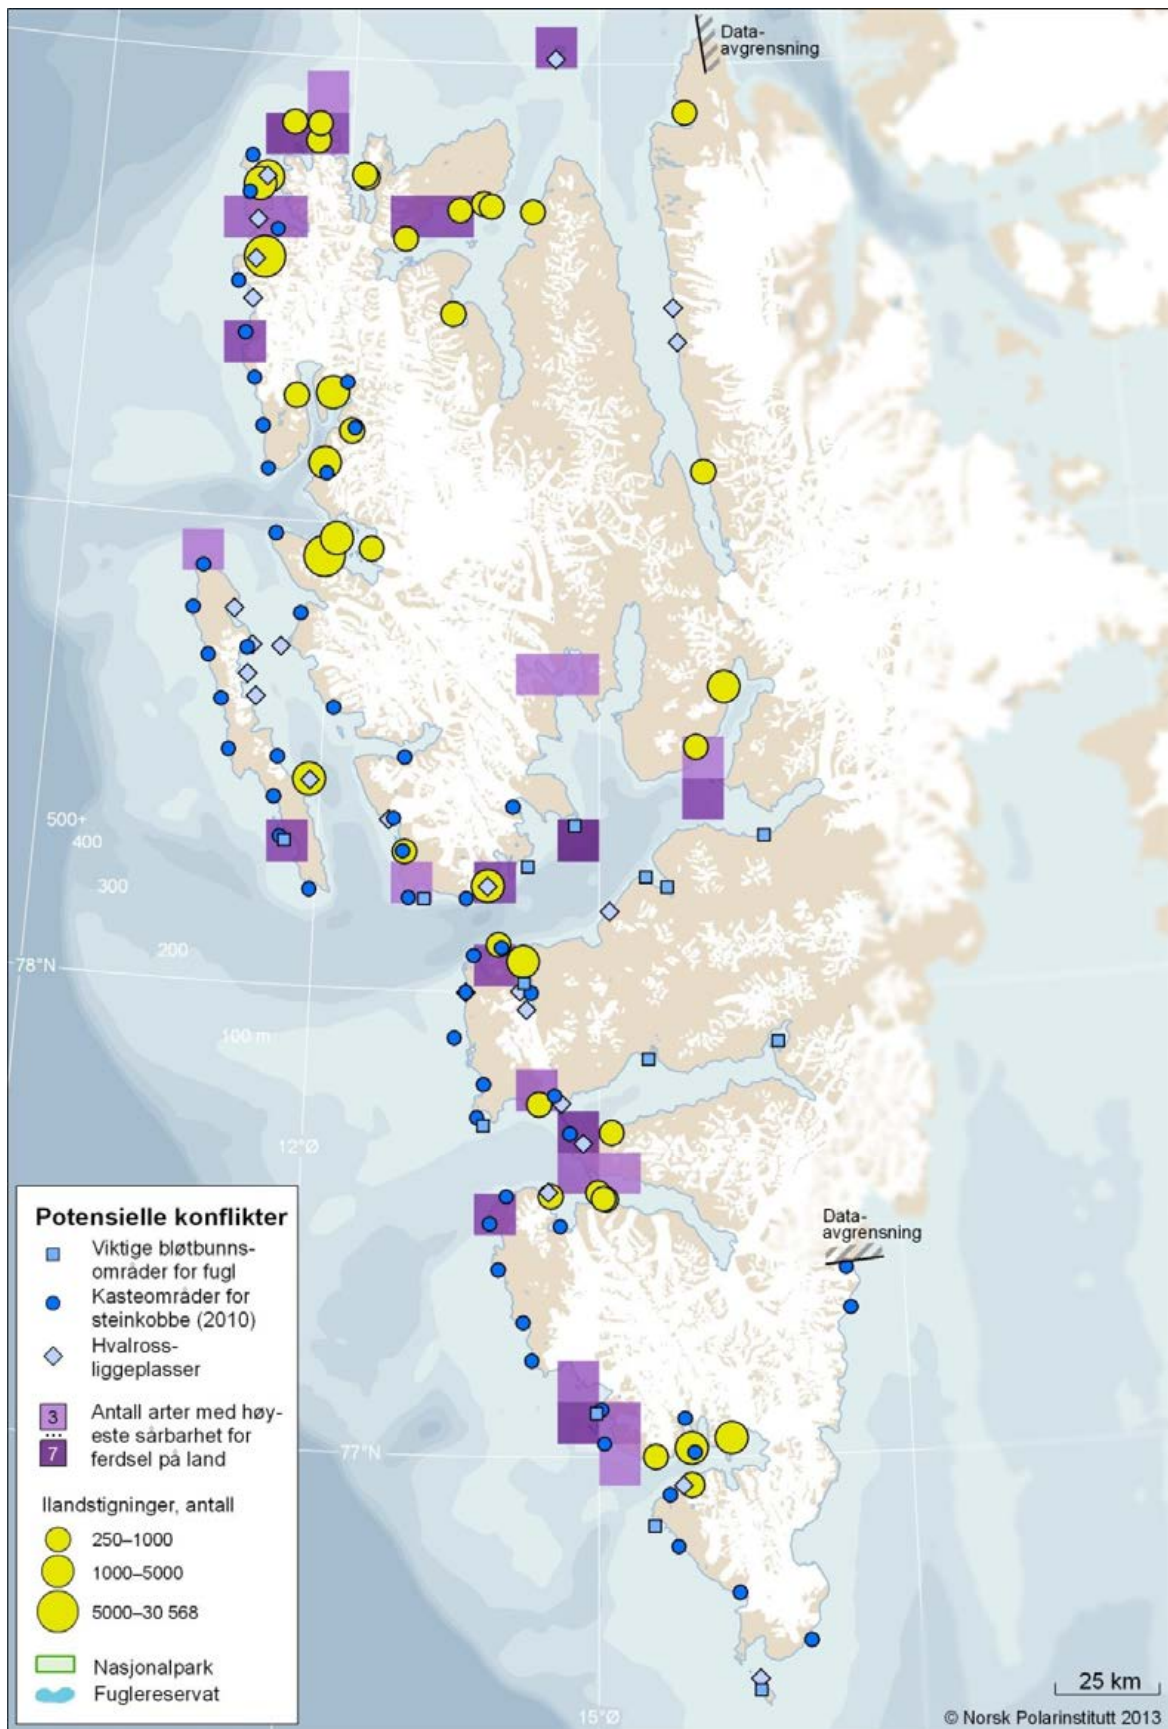 Data-
avgrensning
500+
400
300
200
78°N
100 m
12°Ø
Data-
avgrensning
Potensielle konflikter
Viktige bløtbunns-
områder for fugl
Kasteområder for
steinkobbe (2010)
Hvalross-
liggeplasser
3
Antall arter med høy-
...
este sårbarhet for
7
ferdsel på land
77°N
Ilandstigninger, antall
250–1000
1000–5000
5000–30 568
Nasjonalpark
Fuglereservat
25 km
15°Ø
© Norsk Polarinstitutt 2013